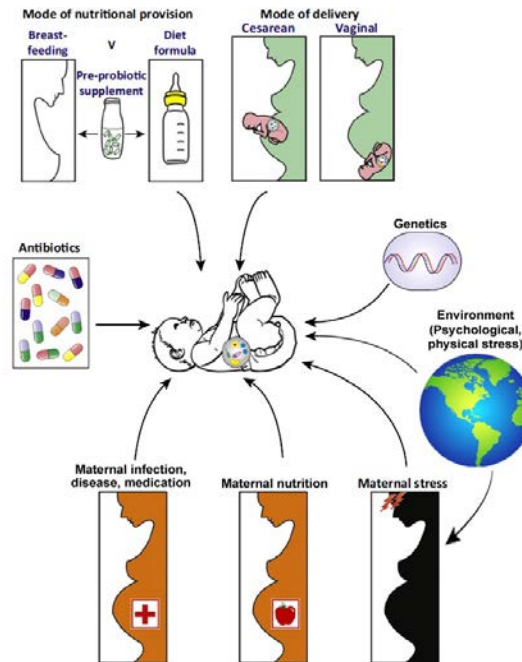 Mode of nutritional provision
Breast-
feeding
V
Diet
formula
Pre-probiotic
supplement
Mode of delivery
Cesarean
Vaginal
Genetics
Antibiotics
Environment
(Psychological,
physical stress)
Maternal infection,
disease, medication
Maternal nutrition
Maternal stress